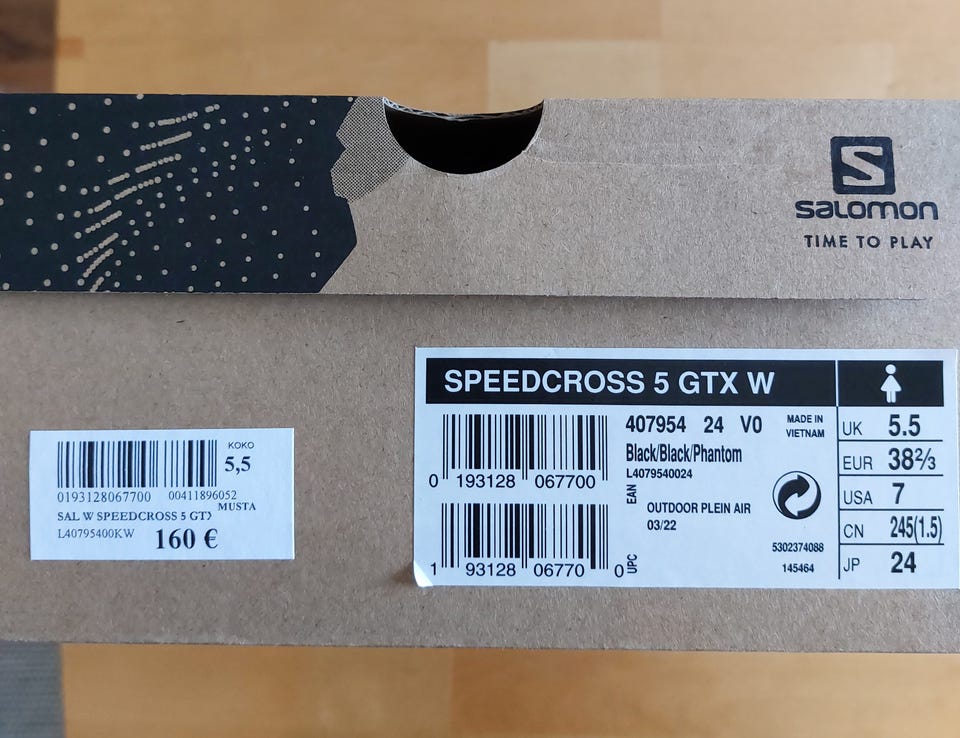 salomon
TIME TO PLAY
KOKO
5,5
0193128067700 00411896052
MUSTA
SAL W SPEEDCROSS 5 GTX
L40795400KW 160 €
SPEEDCROSS 5 GTX W
407954 24 V0
MADE IN
VIETNAM
Black/Black/Phantom
L4079540024
0 193128 067700
EAN
OUTDOOR PLEIN AIR
03/22
5302374088
145464
1 93128 06770 0
UPC
UK 5.5
EUR 38⅔
USA 7
CN 245(1.5)
JP 24